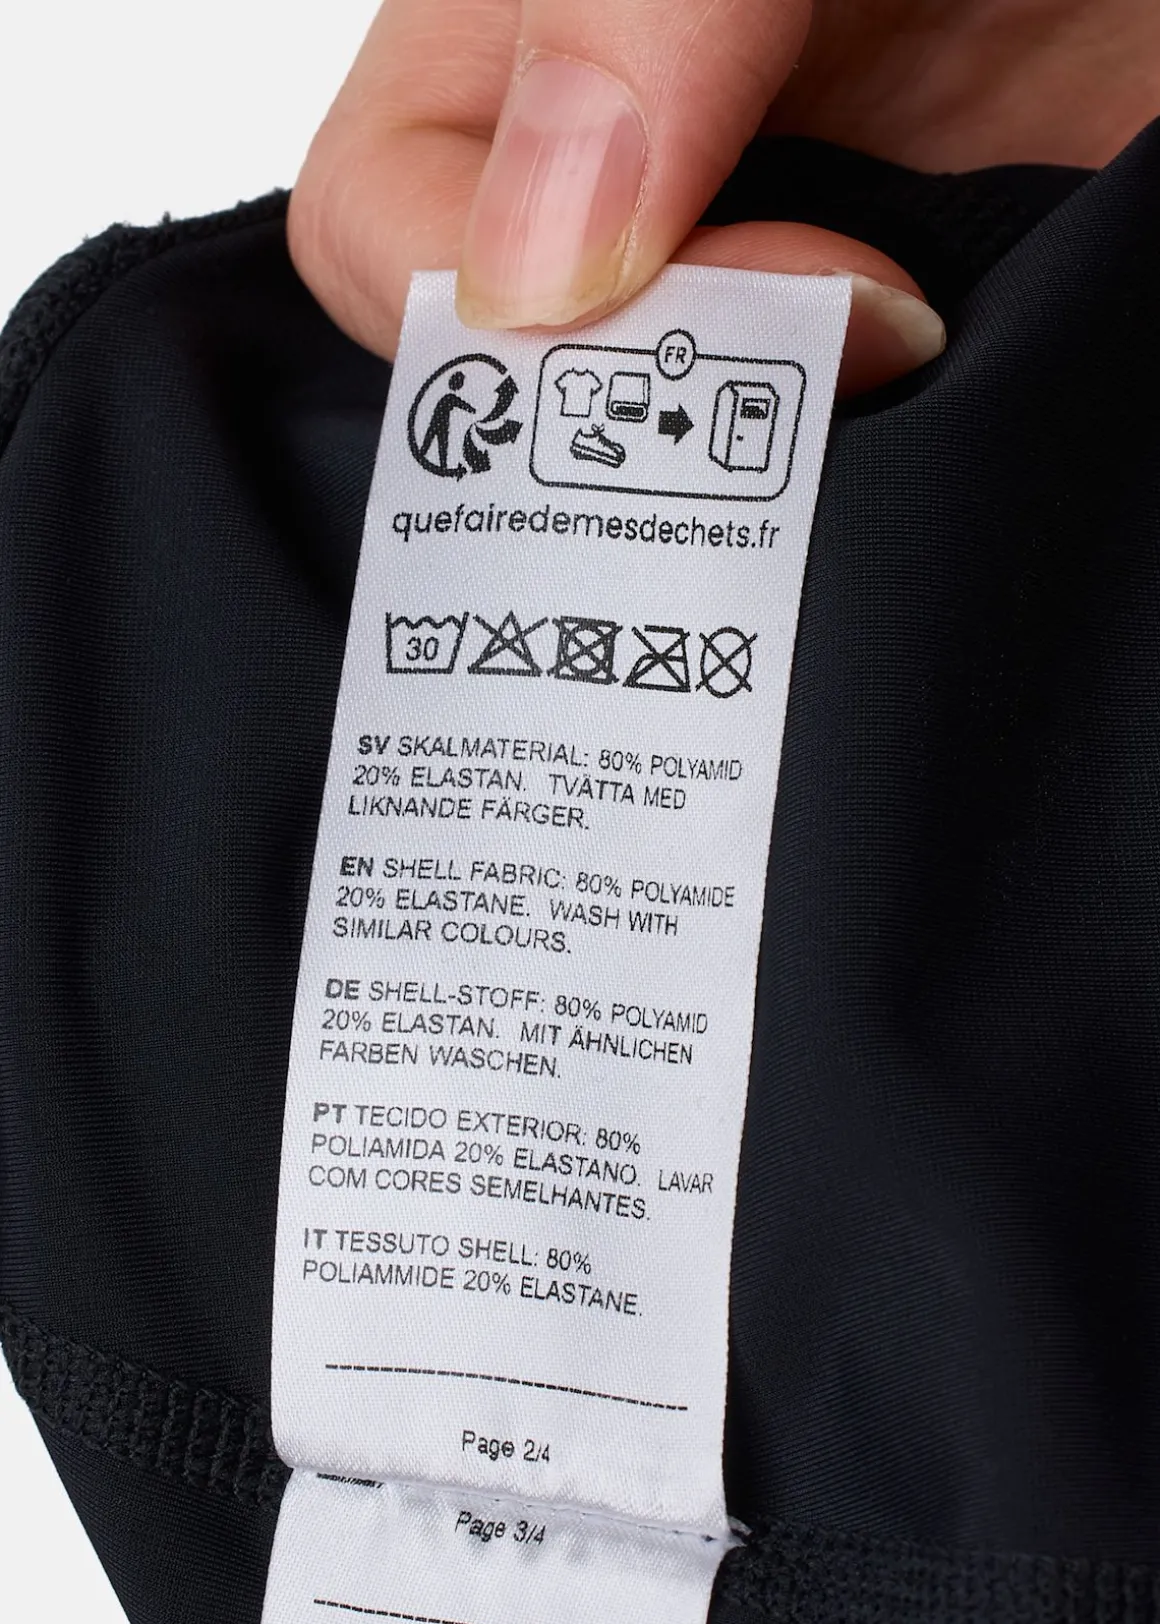 FR
quefairedemesdechets.fr
30
SV SKALMATERIAL: 80% POLYAMID
20% ELASTAN. TVÄTTA MED
LIKNANDE FÄRGER.
EN SHELL FABRIC: 80% POLYAMIDE
20% ELASTANE. WASH WITH
SIMILAR COLOURS.
DE SHELL-STOFF: 80% POLYAMID
20% ELASTAN. MIT ÄHNLICHEN
FARBEN WASCHEN.
PT TECIDO EXTERIOR: 80%
POLIAMIDA 20% ELASTANO. LAVAR
COM CORES SEMELHANTES.
IT TESSUTO SHELL: 80%
POLIAMMIDE 20% ELASTANE.
Page 2/4
Page 3/4